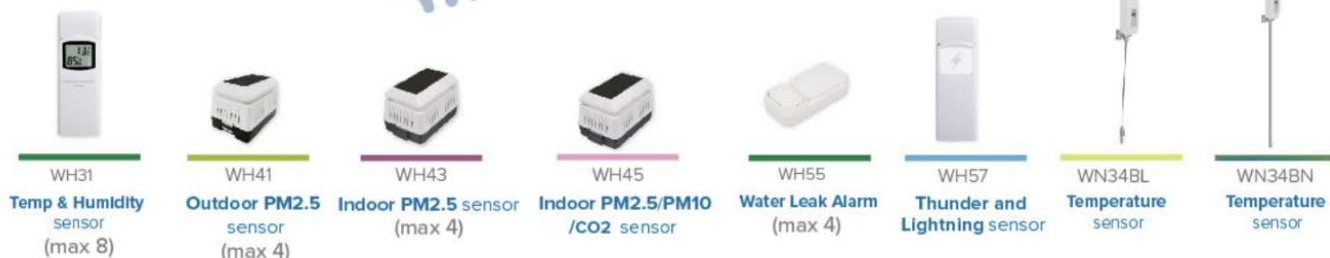 WH31
Temp & Humidity
sensor
(max 8)
WH41
Outdoor PM2.5
sensor
(max 4)
WH43
Indoor PM2.5 sensor
(max 4)
WH45
Indoor PM2.5/PM10
/CO2 sensor
WH55
Water Leak Alarm
(max 4)
WH57
Thunder and
Lightning sensor
WN34BL
Temperature
sensor
WN34BN
Temperature
sensor